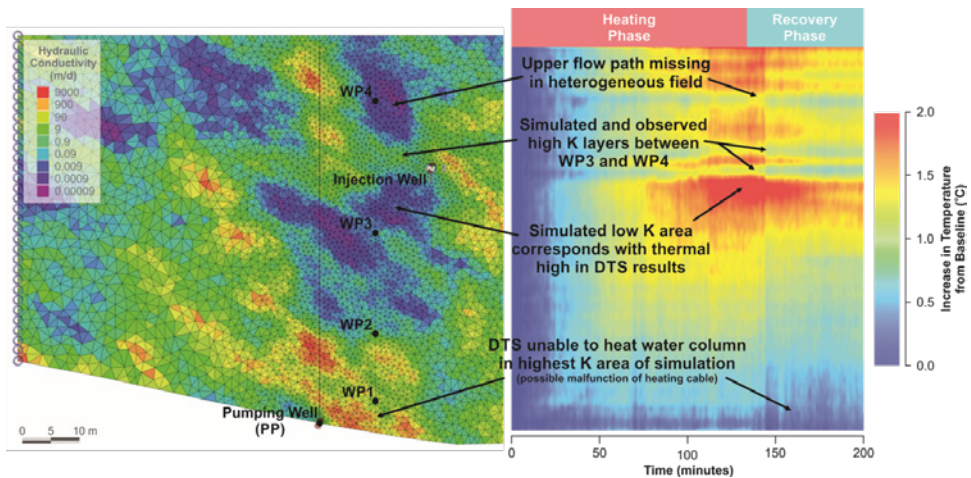 Hydraulic
Conductivity
(m/d)
9000
900
90
9
0.9
0.09
0.009
0.0009
0.00009
WP4
Injection Well
WP3
WP2
WP1
Pumping Well
(PP)
0 5 10 m
Heating
Phase
Recovery
Phase
Upper flow path missing
in heterogeneous field
Simulated and observed
high K layers between
WP3 and WP4
Simulated low K area
corresponds with thermal
high in DTS results
DTS unable to heat water column
in highest K area of simulation
(possible malfunction of heating cable)
0 50 100 150 200
Time (minutes)
2.0
1.5
1.0
0.5
0.0
Increase in Temperature
from Baseline (°C)